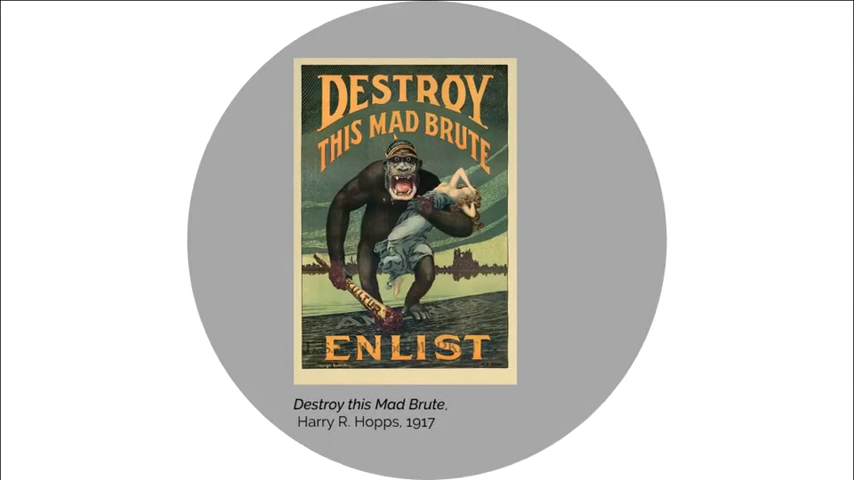 DESTROY
THIS MAD BRUTE
KULTUR
ENLIST
Destroy this Mad Brute,
Harry R. Hopps, 1917